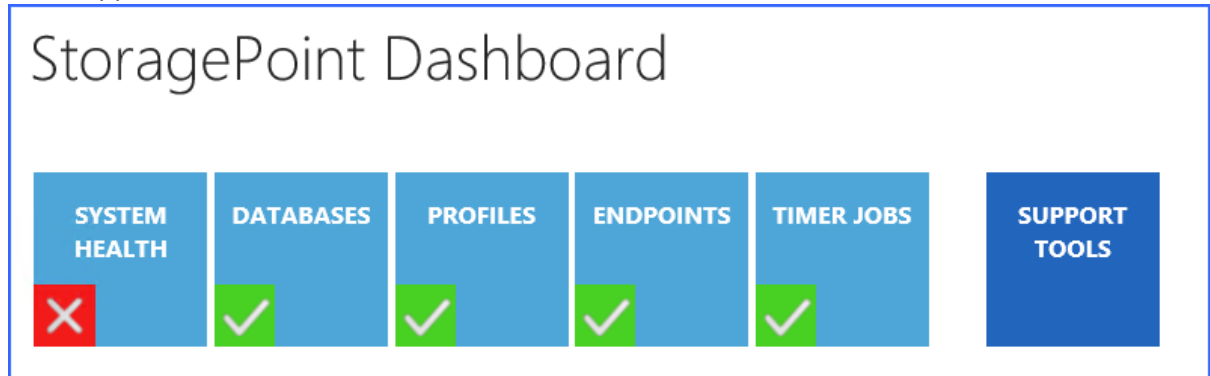 StoragePoint Dashboard
SYSTEM
HEALTH
DATABASES
PROFILES
ENDPOINTS
TIMER JOBS
SUPPORT
TOOLS